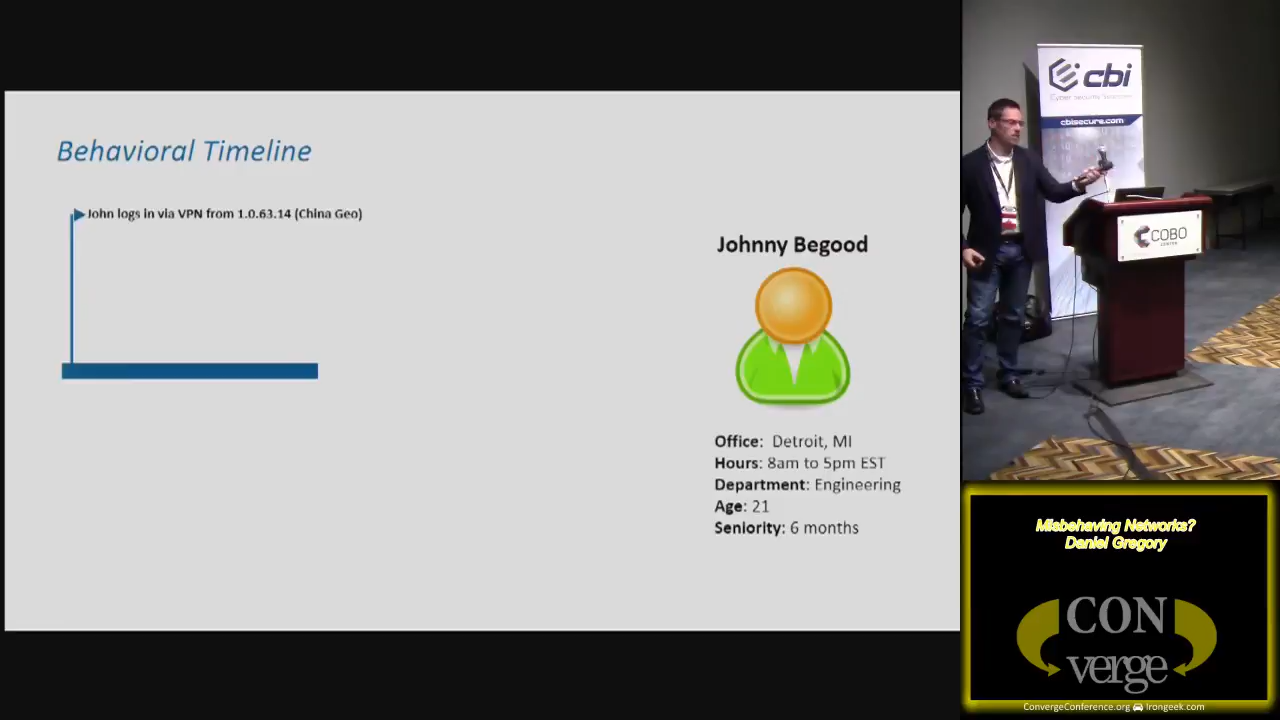 Behavioral Timeline
John logs in via VPN from 1.0.63.14 (China Geo)
Johnny Begood
Office: Detroit, MI
Hours: 8am to 5pm EST
Department: Engineering
Age: 21
Seniority: 6 months
cbi
cbisecure.com
COBO
CENTER
Misbehaving Networks?
Daniel Gregory
CON
verge
ConvergeConference.org Irongeek.com